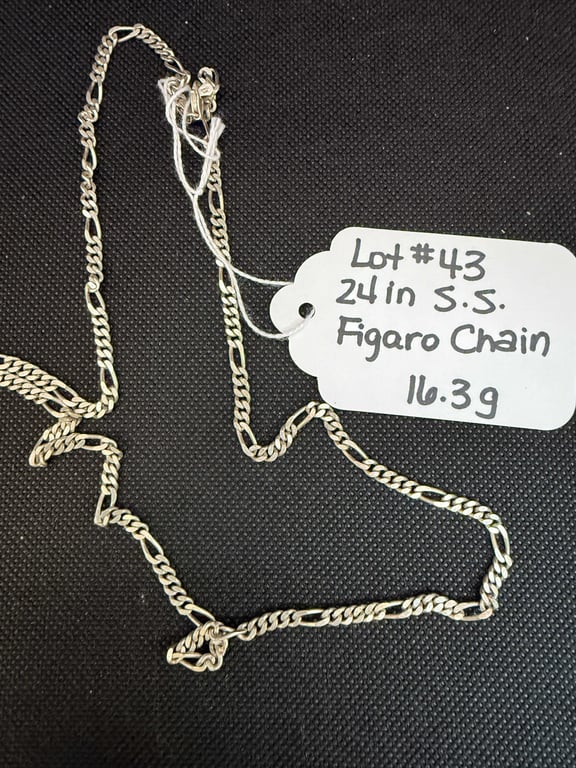 Lot #43
24in S.S.
Figaro Chain
16.3g